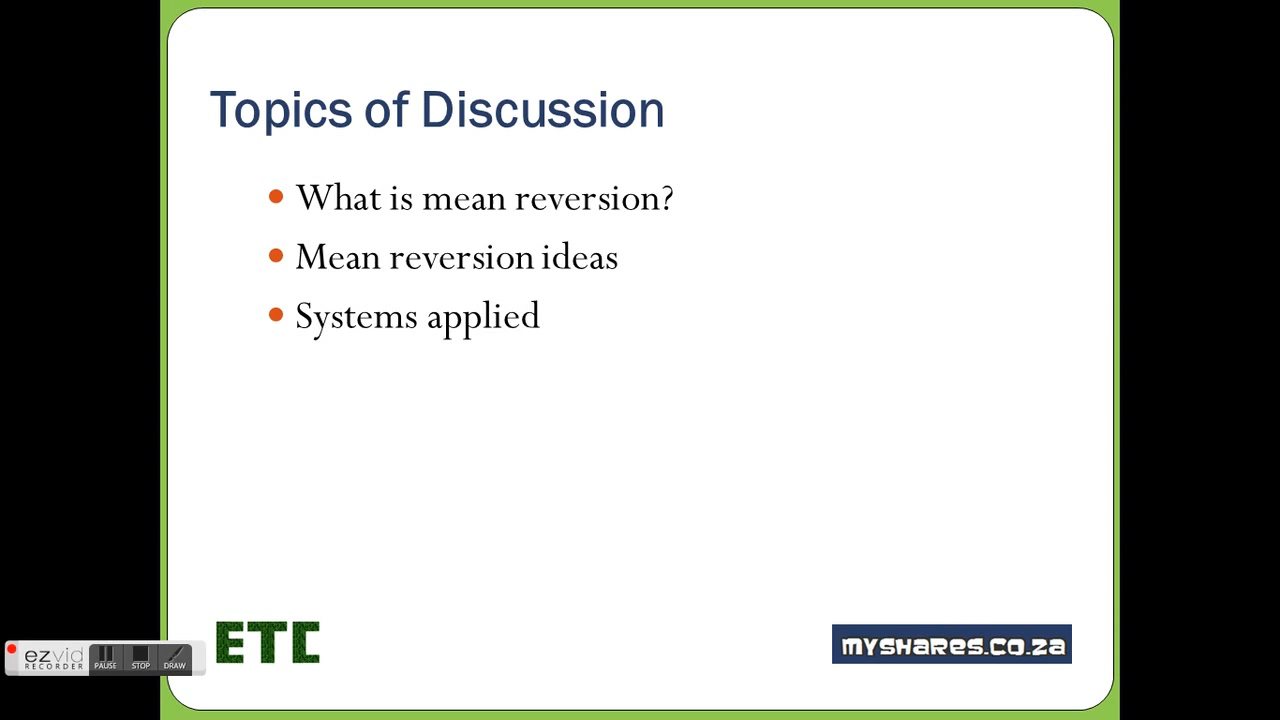 Topics of Discussion
What is mean reversion?
Mean reversion ideas
Systems applied
ETC
MYSHARES.CO.ZA
ezvid
RECORDER
PAUSE
STOP
DRAW